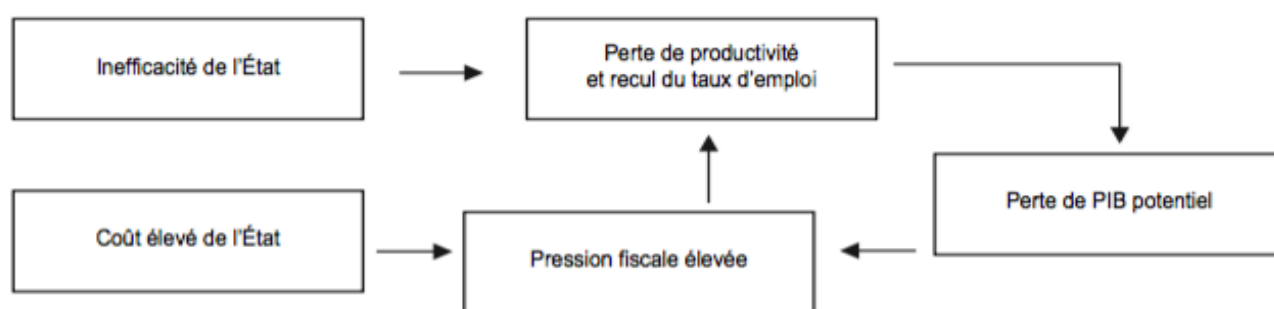 Inefficacité de l'État
Perte de productivité
et recul du taux d'emploi
Perte de PIB potentiel
Coût élevé de l'État
Pression fiscale élevée